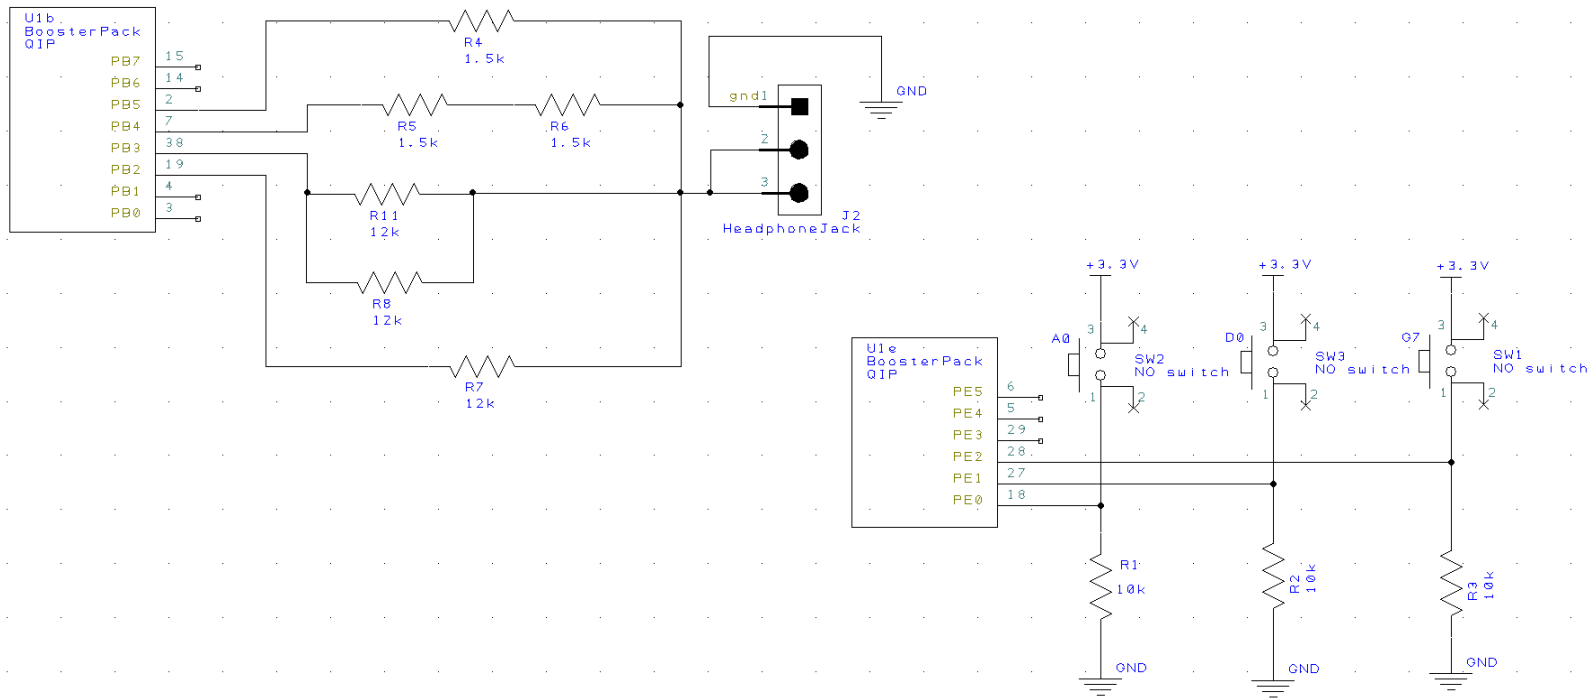 U1b
BoosterPack
QIP
PB7 15
PB6 14
PB5 2
PB4 7
PB3 38
PB2 19
PB1 4
PB0 3
R4
1.5k
R5
1.5k
R6
1.5k
R11
12k
R8
12k
R7
12k
gnd 1
2
3
J2
HeadphoneJack
GND
U1e
BoosterPack
QIP
PE5 6
PE4 5
PE3 29
PE2 28
PE1 27
PE0 18
+3.3V
A0
3
4
SW2
NO switch
1
2
R1
10k
GND
+3.3V
D0
3
4
SW3
NO switch
1
2
R2
10k
GND
+3.3V
G7
3
4
SW1
NO switch
1
2
R3
10k
GND